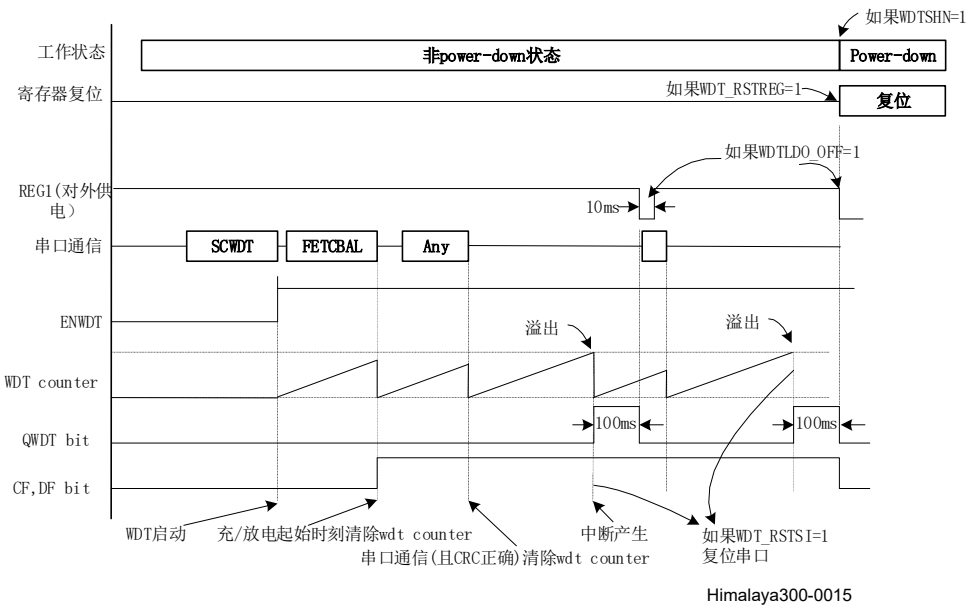 如果WDTSHN=1
工作状态
非power-down状态
Power-down
寄存器复位
如果WDT_RSTREG=1
复位
如果WDTLDO_OFF=1
REG1(对外供
电）
10ms
串口通信
SCWDT
FETCBAL
Any
ENWDT
溢出
溢出
WDT counter
100ms
100ms
QWDT bit
CF,DF bit
WDT启动
充/放电起始时刻清除wdt counter
中断产生
如果WDT_RSTSI=1
复位串口
串口通信(且CRC正确)清除wdt counter
Himalaya300-0015